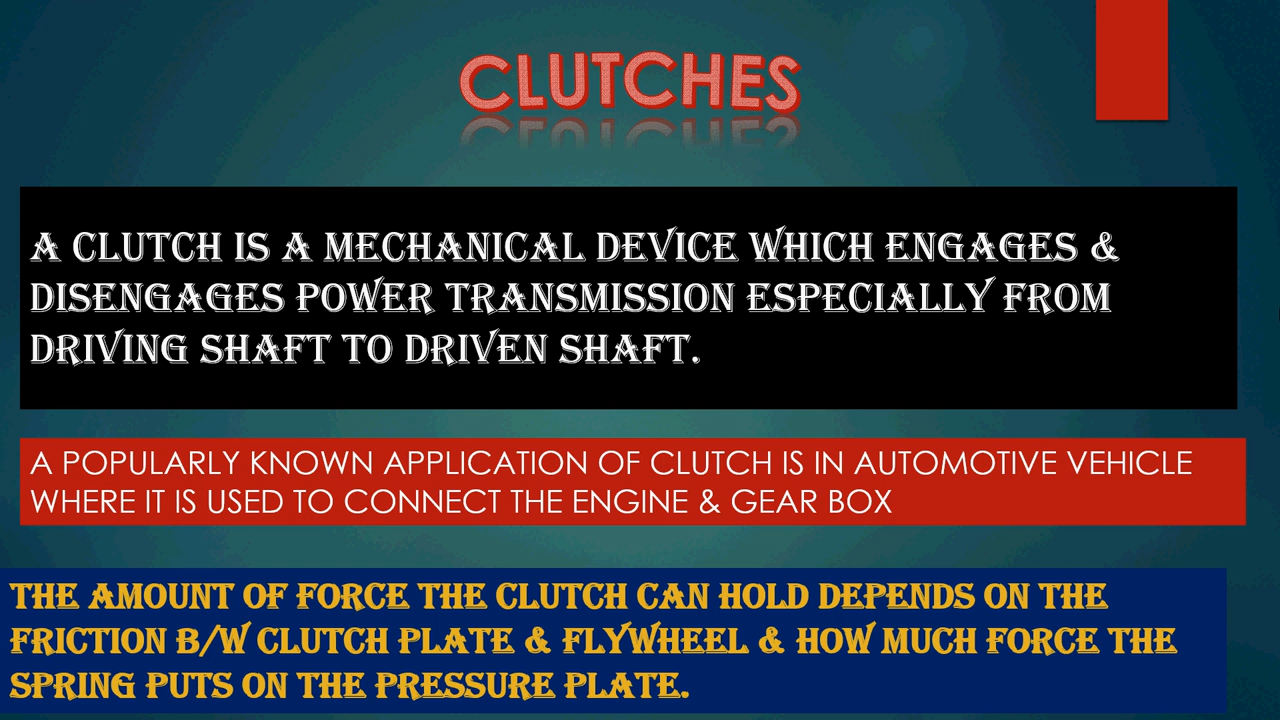 CLUTCHES
A CLUTCH IS A MECHANICAL DEVICE WHICH ENGAGES &
DISENGAGES POWER TRANSMISSION ESPECIALLY FROM
DRIVING SHAFT TO DRIVEN SHAFT.
A POPULARLY KNOWN APPLICATION OF CLUTCH IS IN AUTOMOTIVE VEHICLE
WHERE IT IS USED TO CONNECT THE ENGINE & GEAR BOX
THE AMOUNT OF FORCE THE CLUTCH CAN HOLD DEPENDS ON THE
FRICTION B/W CLUTCH PLATE & FLYWHEEL & HOW MUCH FORCE THE
SPRING PUTS ON THE PRESSURE PLATE.